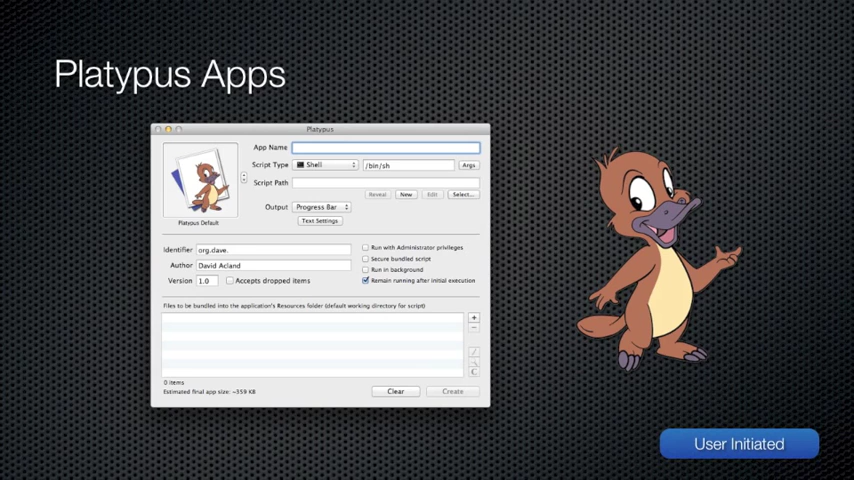 Platypus Apps
Platypus
App Name
Script Type Shell /bin/sh Args
Script Path
Reveal New Edit Select...
Output Progress Bar
Text Settings
Platypus Default
Identifier org.dave.
Author David Acland
Version 1.0 Accepts dropped items
Run with Administrator privileges
Secure bundled script
Run in background
Remain running after initial execution
Files to be bundled into the application's Resources folder (default working directory for script)
+
−
0 items
Estimated final app size: ~359 KB
Clear Create
User Initiated